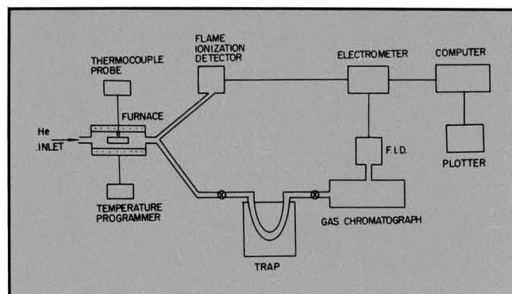 FLAME
IONIZATION
DETECTOR
THERMOCOUPLE
PROBE
ELECTROMETER
COMPUTER
FURNACE
He
INLET
F.I.D.
PLOTTER
TEMPERATURE
PROGRAMMER
GAS CHROMATOGRAPH
TRAP